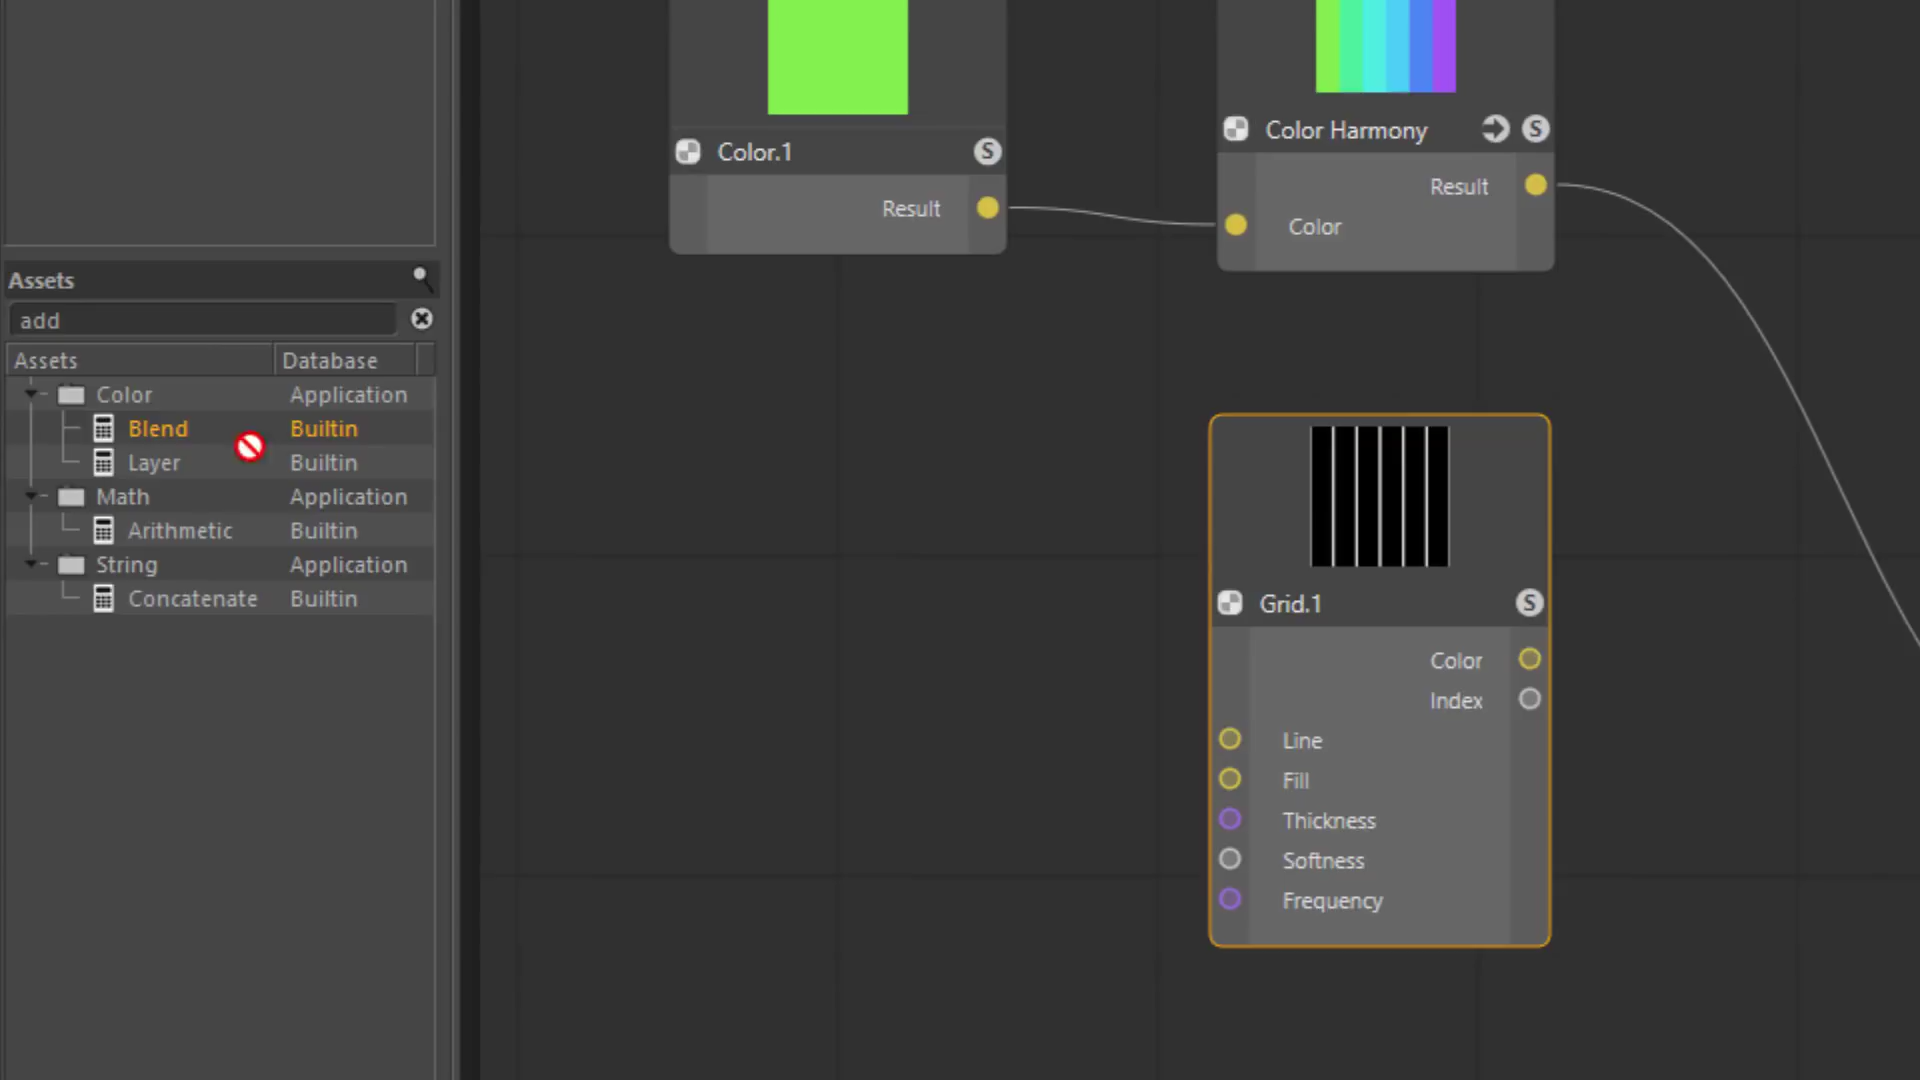 Assets
add
Assets Database
Color Application
Blend Builtin
Layer Builtin
Math Application
Arithmetic Builtin
String Application
Concatenate Builtin
Color.1 S
Result
Color Harmony S
Result
Color
Grid.1 S
Color
Index
Line
Fill
Thickness
Softness
Frequency